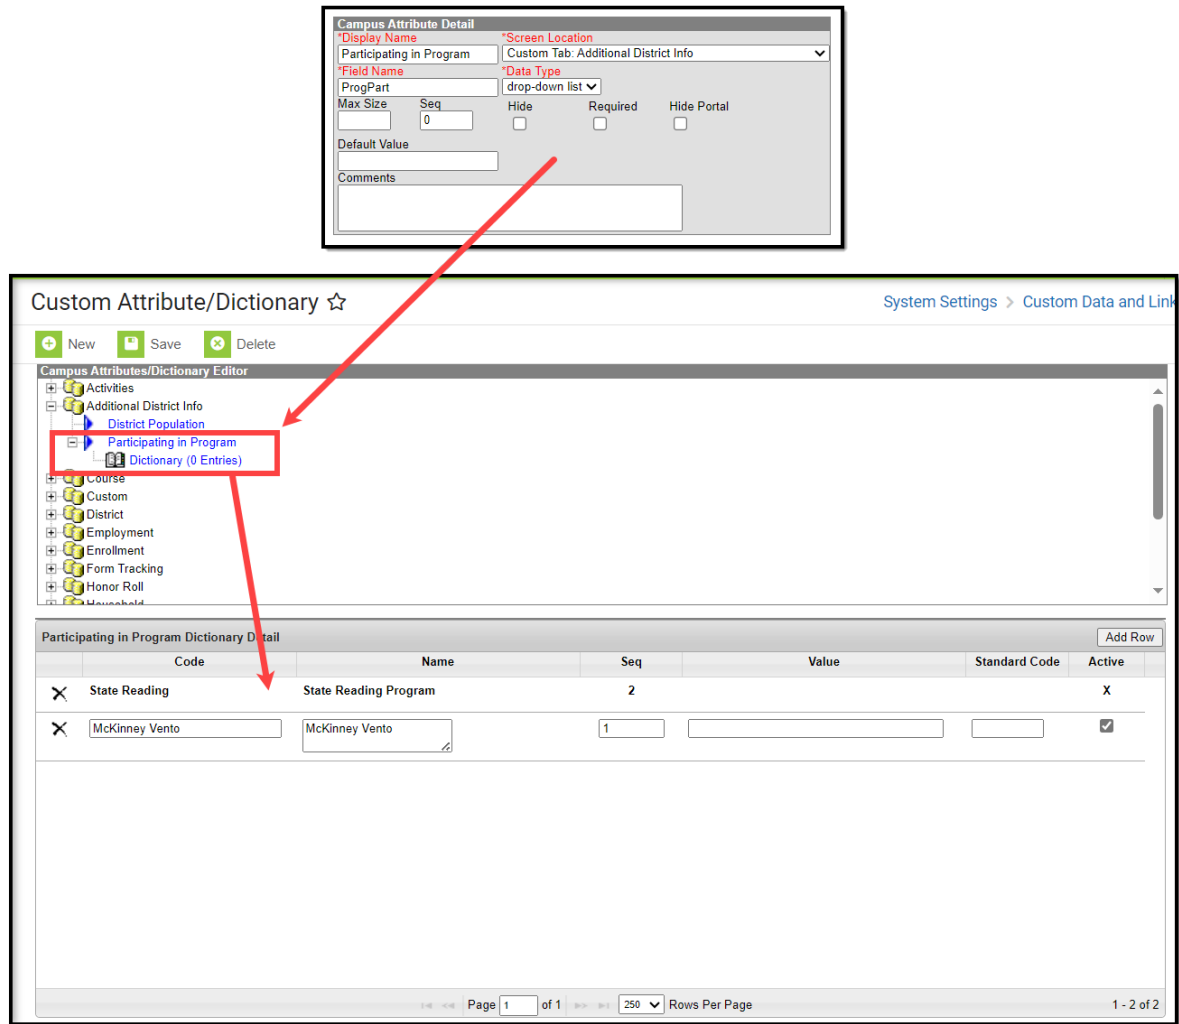 Campus Attribute Detail
*Display Name *Screen Location
Participating in Program Custom Tab: Additional District Info
*Field Name *Data Type
ProgPart drop-down list
Max Size Seq Hide Required Hide Portal
0
Default Value
Comments
Custom Attribute/Dictionary System Settings > Custom Data and Link
New Save Delete
Campus Attributes/Dictionary Editor
Activities
Additional District Info
District Population
Participating in Program
Dictionary (0 Entries)
Course
Custom
District
Employment
Enrollment
Form Tracking
Honor Roll
Household
Participating in Program Dictionary Detail Add Row
Code Name Seq Value Standard Code Active
State Reading State Reading Program 2 X
McKinney Vento McKinney Vento 1
Page 1 of 1 250 Rows Per Page 1 - 2 of 2